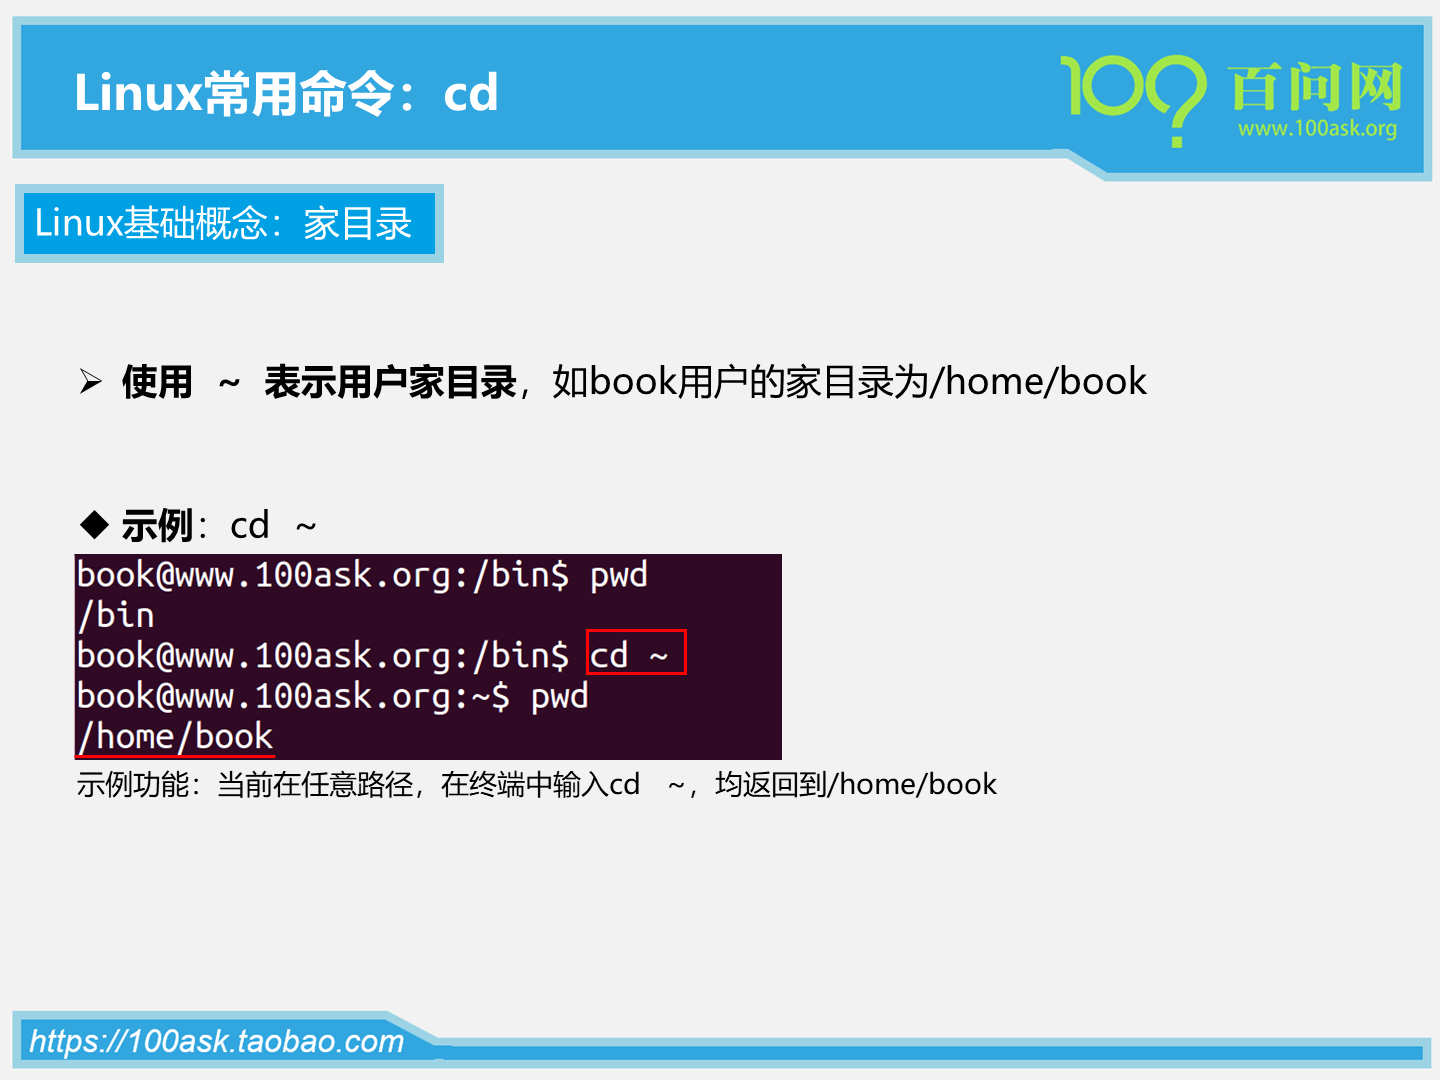 Linux常用命令：cd
100?
百问网
www.100ask.org
Linux基础概念：家目录
➢ 使用 ~ 表示用户家目录，如book用户的家目录为/home/book
◆ 示例：cd ~
book@www.100ask.org:/bin$ pwd
/bin
book@www.100ask.org:/bin$ cd ~
book@www.100ask.org:~$ pwd
/home/book
示例功能：当前在任意路径，在终端中输入cd ~，均返回到/home/book
https://100ask.taobao.com